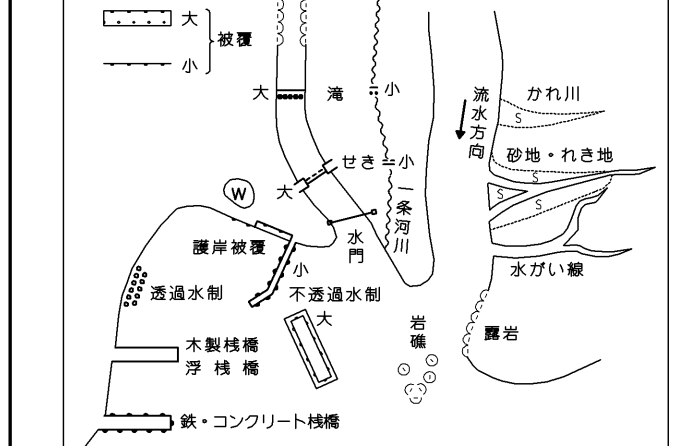 大
被覆
小
大 滝 小
流水方向
かれ川
S
砂地・れき地
S
S
S
せき 小
大
W
一条河川
水門
護岸被覆
小
水がい線
透過水制
不透過水制
大
岩礁
露岩
木製桟橋
浮桟橋
鉄・コンクリート桟橋